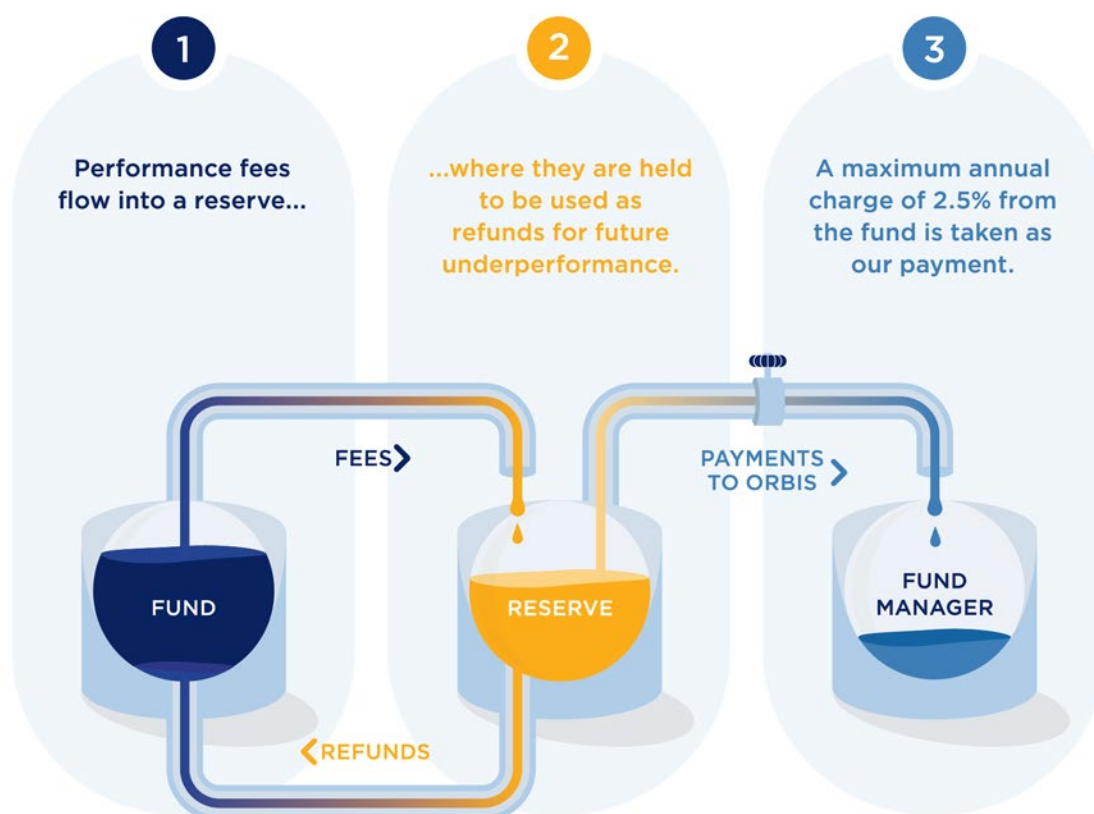 1
Performance fees
flow into a reserve...
2
...where they are held
to be used as
refunds for future
underperformance.
3
A maximum annual
charge of 2.5% from
the fund is taken as
our payment.
FEES
PAYMENTS
TO ORBIS
FUND
RESERVE
FUND
MANAGER
REFUNDS